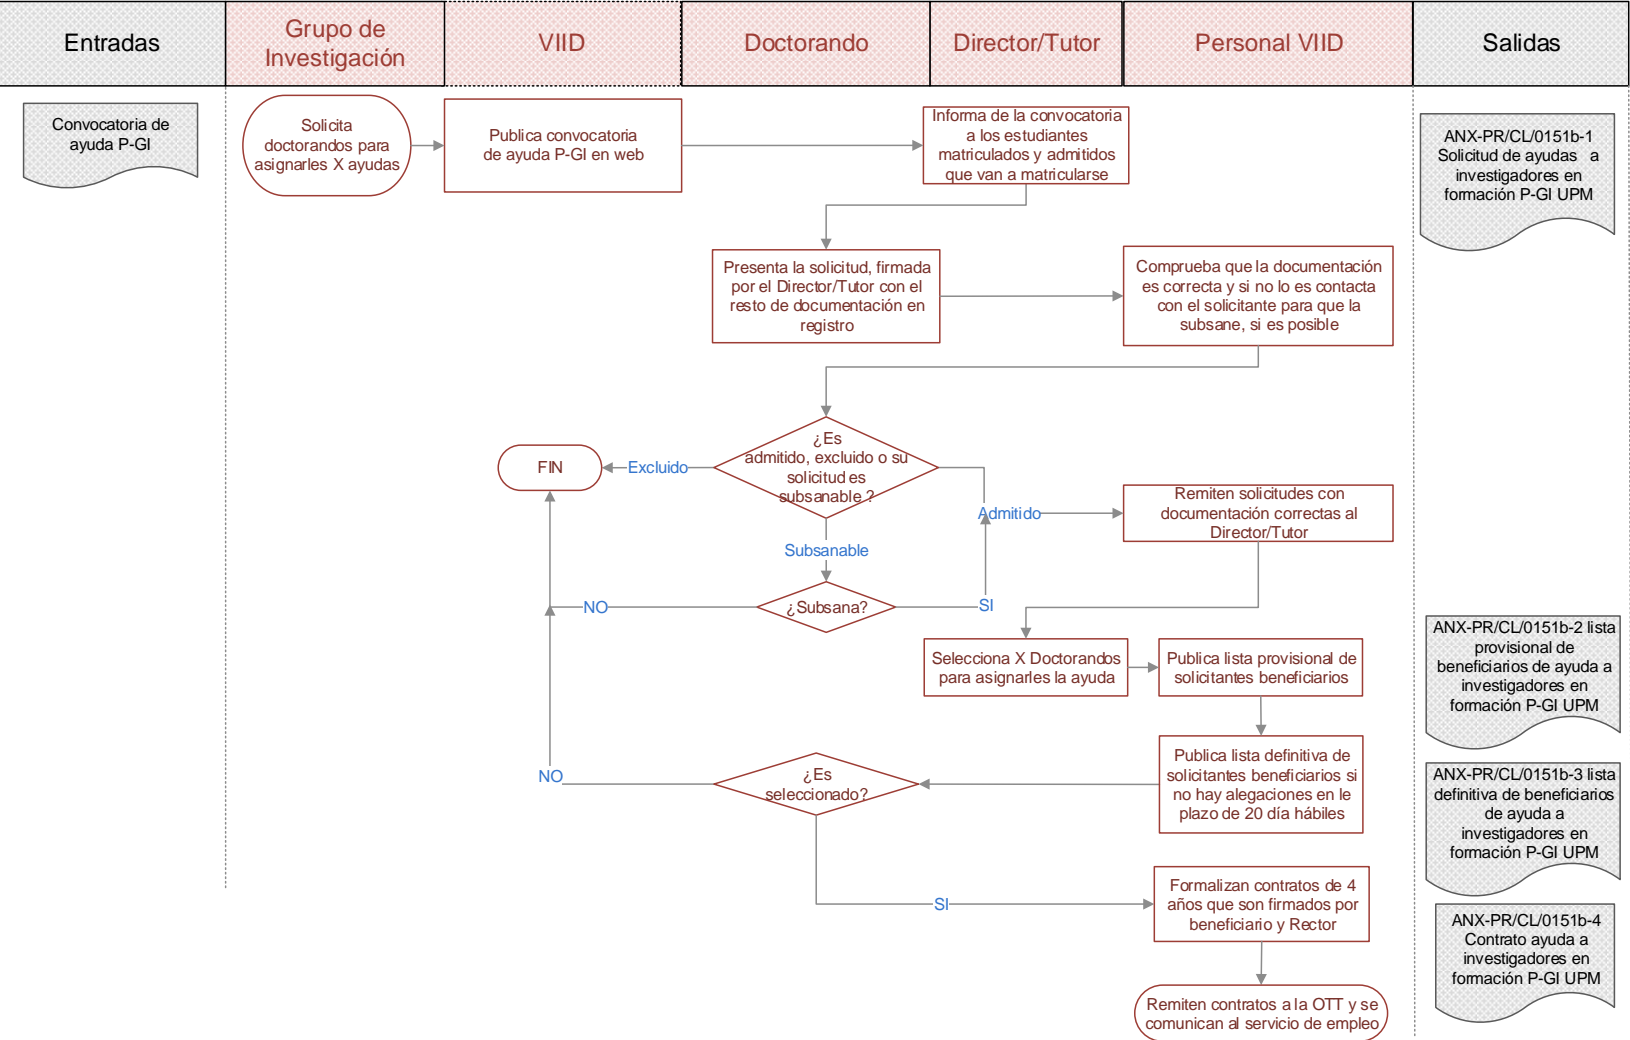 Entradas
Grupo de
Investigación
VIID
Doctorando
Director/Tutor
Personal VIID
Salidas
Convocatoria de
ayuda P-GI
Solicita
doctorandos para
asignarles X ayudas
Publica convocatoria
de ayuda P-GI en web
Informa de la convocatoria
a los estudiantes
matriculados y admitidos
que van a matricularse
ANX-PR/CL/0151b-1
Solicitud de ayudas a
investigadores en
formación P-GI UPM
Presenta la solicitud, firmada
por el Director/Tutor con el
resto de documentación en
registro
Comprueba que la documentación
es correcta y si no lo es contacta
con el solicitante para que la
subsane, si es posible
¿Es
admitido, excluido o su
solicitud es
subsanable ?
Excluido
FIN
Admitido
Remiten solicitudes con
documentación correctas al
Director/Tutor
Subsanable
¿Subsana?
NO
SI
Selecciona X Doctorandos
para asignarles la ayuda
Publica lista provisional de
solicitantes beneficiarios
ANX-PR/CL/0151b-2 lista
provisional de
beneficiarios de ayuda a
investigadores en
formación P-GI UPM
Publica lista definitiva de
solicitantes beneficiarios si
no hay alegaciones en le
plazo de 20 día hábiles
¿Es
seleccionado?
NO
ANX-PR/CL/0151b-3 lista
definitiva de beneficiarios
de ayuda a
investigadores en
formación P-GI UPM
SI
Formalizan contratos de 4
años que son firmados por
beneficiario y Rector
ANX-PR/CL/0151b-4
Contrato ayuda a
investigadores en
formación P-GI UPM
Remiten contratos a la OTT y se
comunican al servicio de empleo